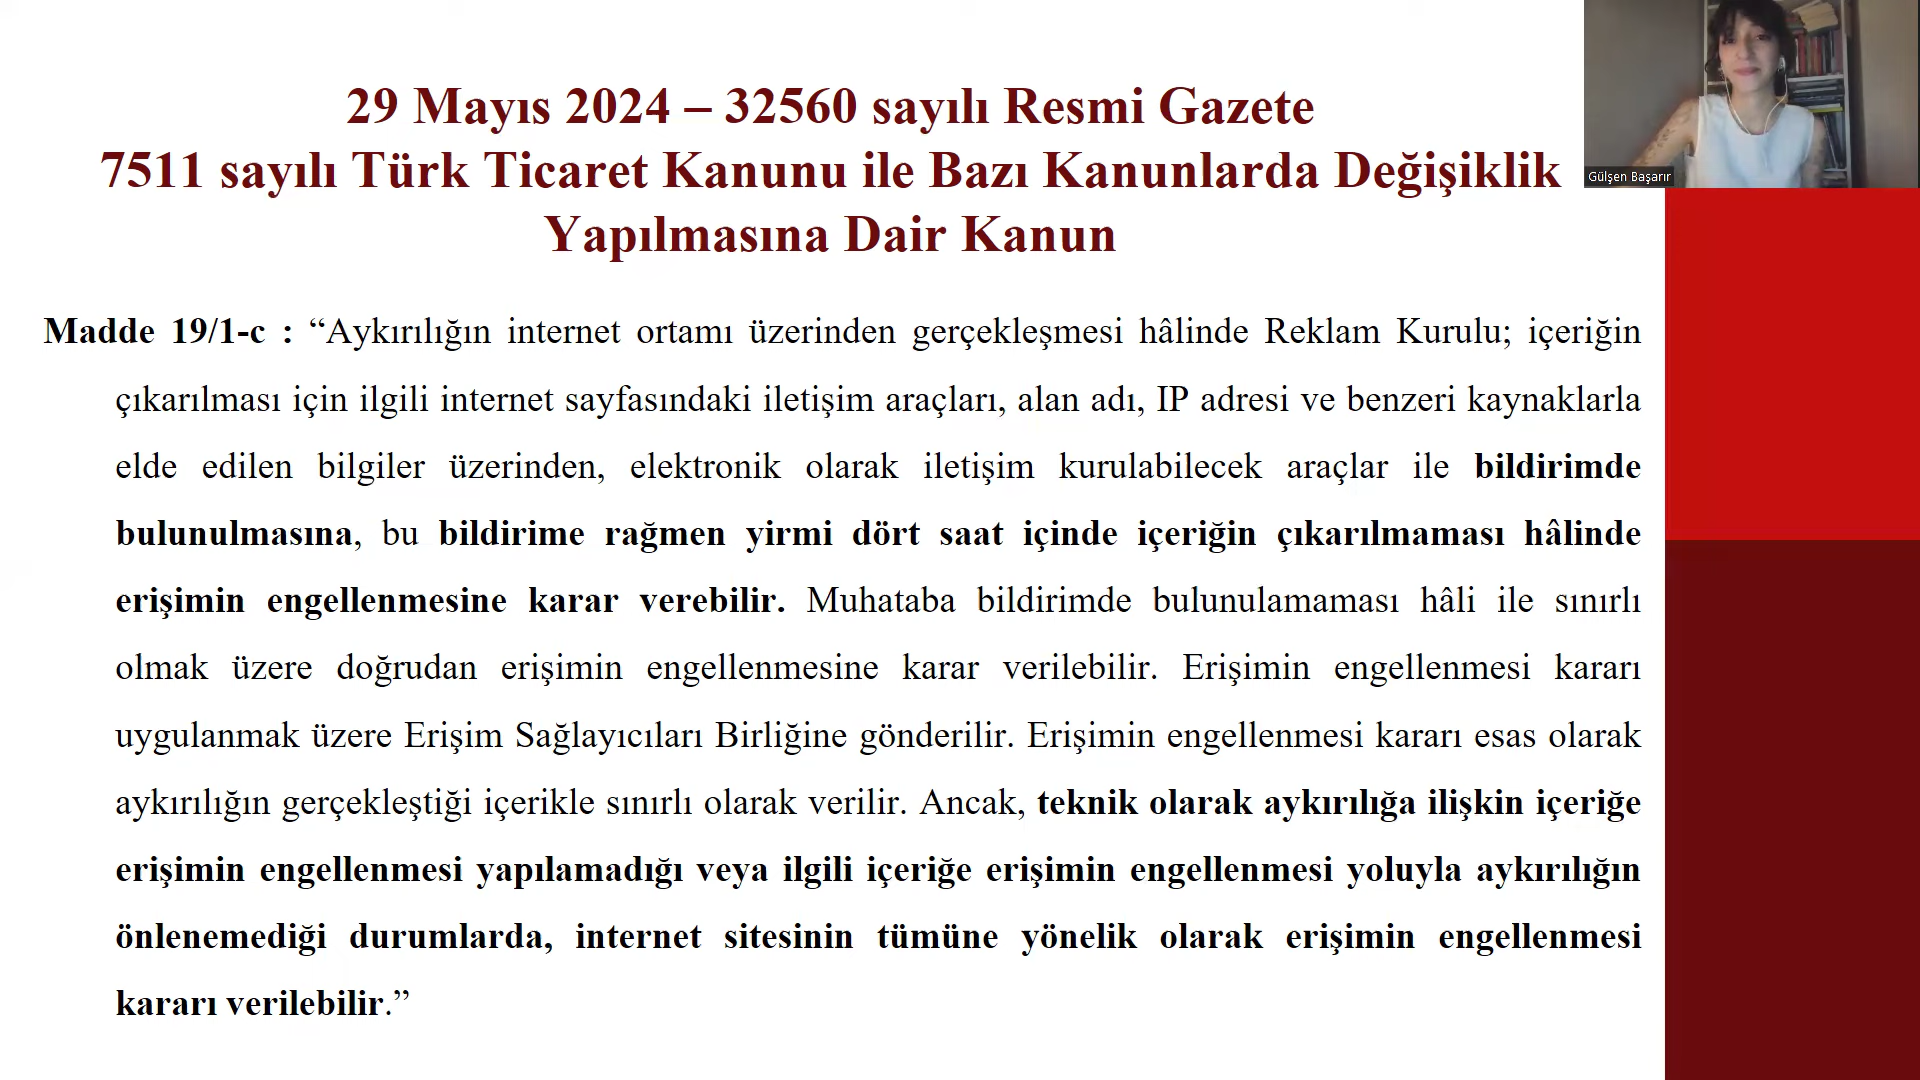 29 Mayıs 2024 – 32560 sayılı Resmi Gazete
7511 sayılı Türk Ticaret Kanunu ile Bazı Kanunlarda Değişiklik
Yapılmasına Dair Kanun
Gülşen Başarır
Madde 19/1-c : “Aykırılığın internet ortamı üzerinden gerçekleşmesi hâlinde Reklam Kurulu; içeriğin
çıkarılması için ilgili internet sayfasındaki iletişim araçları, alan adı, IP adresi ve benzeri kaynaklarla
elde edilen bilgiler üzerinden, elektronik olarak iletişim kurulabilecek araçlar ile bildirimde
bulunulmasına, bu bildirime rağmen yirmi dört saat içinde içeriğin çıkarılmaması hâlinde
erişimin engellenmesine karar verebilir. Muhataba bildirimde bulunulamaması hâli ile sınırlı
olmak üzere doğrudan erişimin engellenmesine karar verilebilir. Erişimin engellenmesi kararı
uygulanmak üzere Erişim Sağlayıcıları Birliğine gönderilir. Erişimin engellenmesi kararı esas olarak
aykırılığın gerçekleştiği içerikle sınırlı olarak verilir. Ancak, teknik olarak aykırılığa ilişkin içeriğe
erişimin engellenmesi yapılamadığı veya ilgili içeriğe erişimin engellenmesi yoluyla aykırılığın
önlenemediği durumlarda, internet sitesinin tümüne yönelik olarak erişimin engellenmesi
kararı verilebilir.”